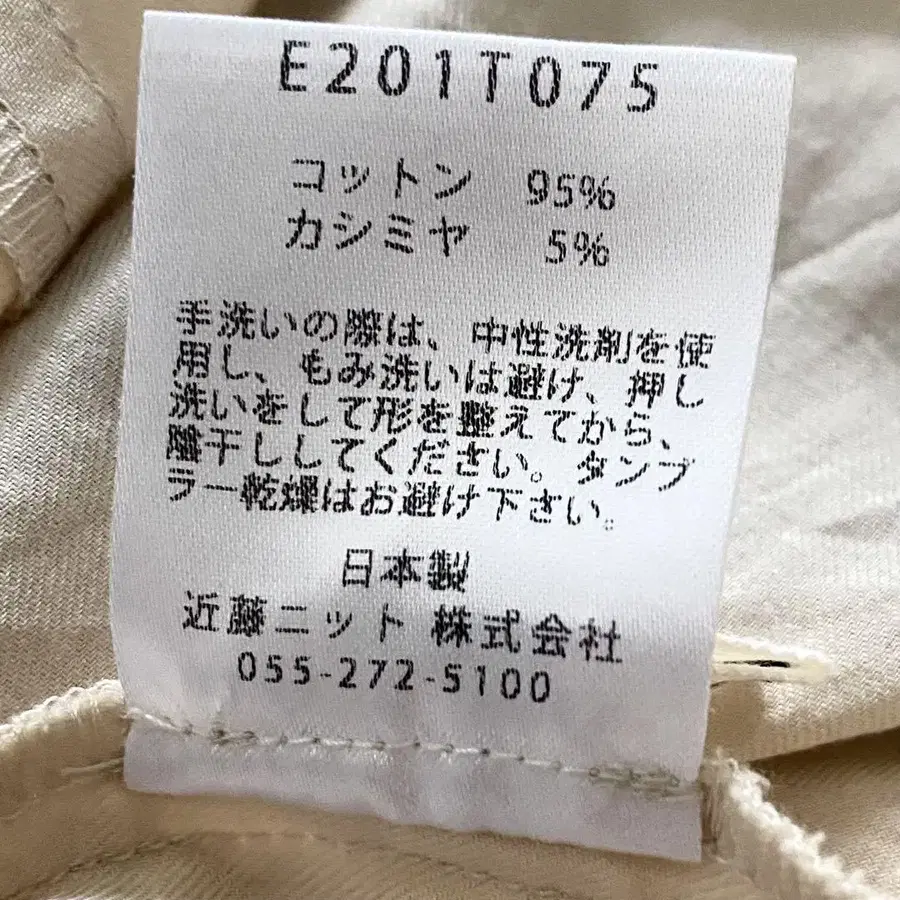 E201T075
コットン 95%
カシミヤ 5%
手洗いの際は、中性洗剤を使
用し、もみ洗いは避け、押し
洗いをして形を整えてから、
陰干ししてください。タンブ
ラー乾燥はお避け下さい。
日本製
近藤ニット 株式会社
055-272-5100